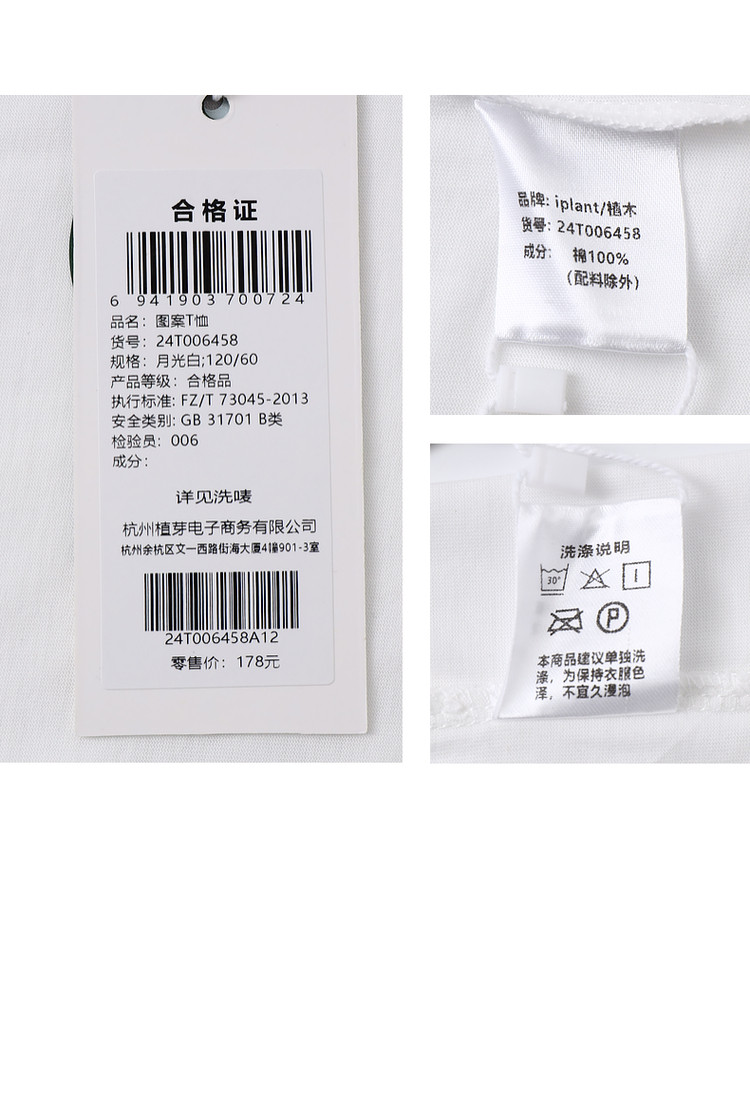 合格证
6 941903 700724
品名：图案T恤
货号：24T006458
规格：月光白;120/60
产品等级：合格品
执行标准: FZ/T 73045-2013
安全类别: GB 31701 B类
检验员：006
成分：
详见洗唛
杭州植芽电子商务有限公司
杭州余杭区文一西路街海大厦4幢901-3室
24T006458A12
零售价：178元
品牌: iplant/植木
货号: 24T006458
成分: 棉100%
(配料除外)
洗涤说明
30°
P
本商品建议单独洗
涤，为保持衣服色
泽，不宜久漫泡